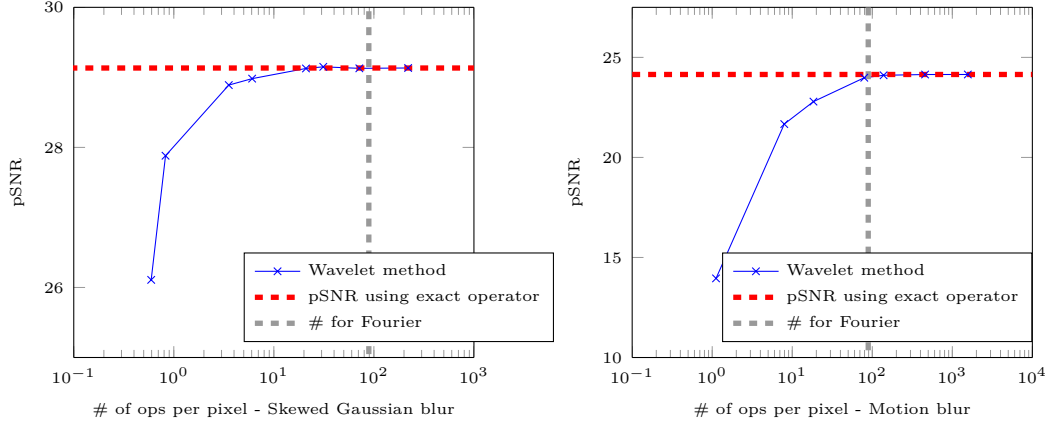 30
28
26
pSNR
10^-1
10^0
10^1
10^2
10^3
# of ops per pixel - Skewed Gaussian blur
Wavelet method
pSNR using exact operator
# for Fourier
25
20
15
10
pSNR
10^-1
10^0
10^1
10^2
10^3
10^4
# of ops per pixel - Motion blur
Wavelet method
pSNR using exact operator
# for Fourier